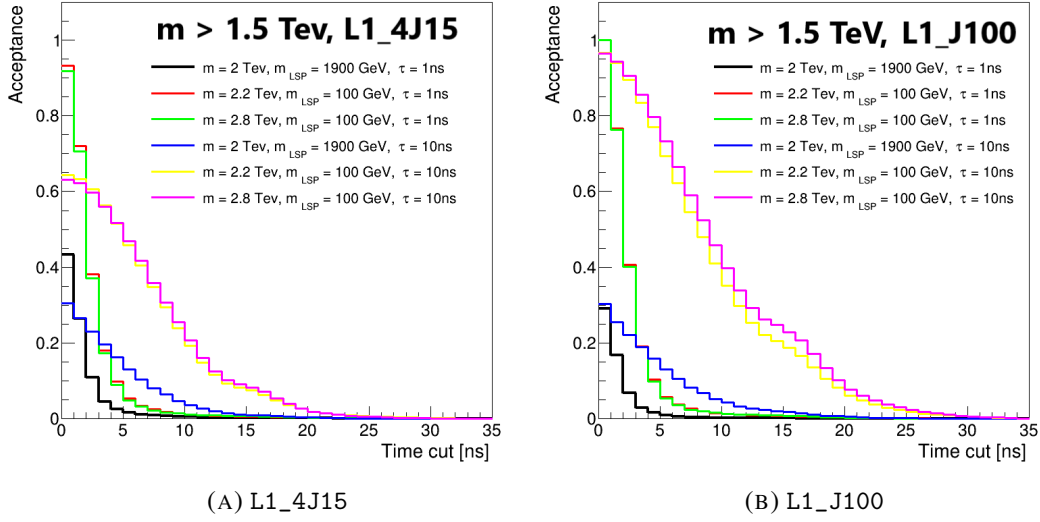 m > 1.5 Tev, L1_4J15
Acceptance
1
0.8
0.6
0.4
0.2
0
m = 2 Tev, m LSP = 1900 GeV, τ = 1ns
m = 2.2 Tev, m LSP = 100 GeV, τ = 1ns
m = 2.8 Tev, m LSP = 100 GeV, τ = 1ns
m = 2 Tev, m LSP = 1900 GeV, τ = 10ns
m = 2.2 Tev, m LSP = 100 GeV, τ = 10ns
m = 2.8 Tev, m LSP = 100 GeV, τ = 10ns
0 5 10 15 20 25 30 35
Time cut [ns]
(A) L1_4J15
m > 1.5 TeV, L1_J100
Acceptance
1
0.8
0.6
0.4
0.2
0
m = 2 Tev, m LSP = 1900 GeV, τ = 1ns
m = 2.2 Tev, m LSP = 100 GeV, τ = 1ns
m = 2.8 Tev, m LSP = 100 GeV, τ = 1ns
m = 2 Tev, m LSP = 1900 GeV, τ = 10ns
m = 2.2 Tev, m LSP = 100 GeV, τ = 10ns
m = 2.8 Tev, m LSP = 100 GeV, τ = 10ns
0 5 10 15 20 25 30 35
Time cut [ns]
(B) L1_J100